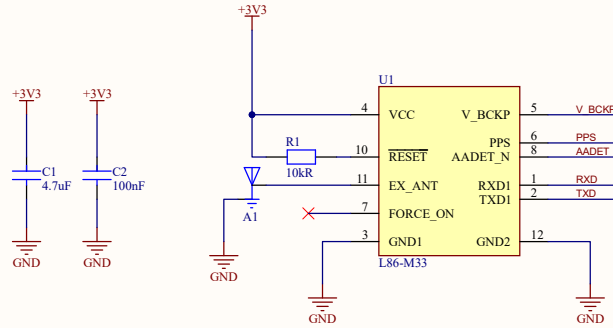 +3V3
+3V3
C1
4.7uF
GND
+3V3
C2
100nF
GND
R1
10kR
A1
GND
U1
4 VCC V_BCKP 5 V_BCKP
PPS 6 PPS
10 RESET AADET_N 8 AADET
11 EX_ANT RXD1 1 RXD
TXD1 2 TXD
7 FORCE_ON
3 GND1 GND2 12
L86-M33
GND
GND